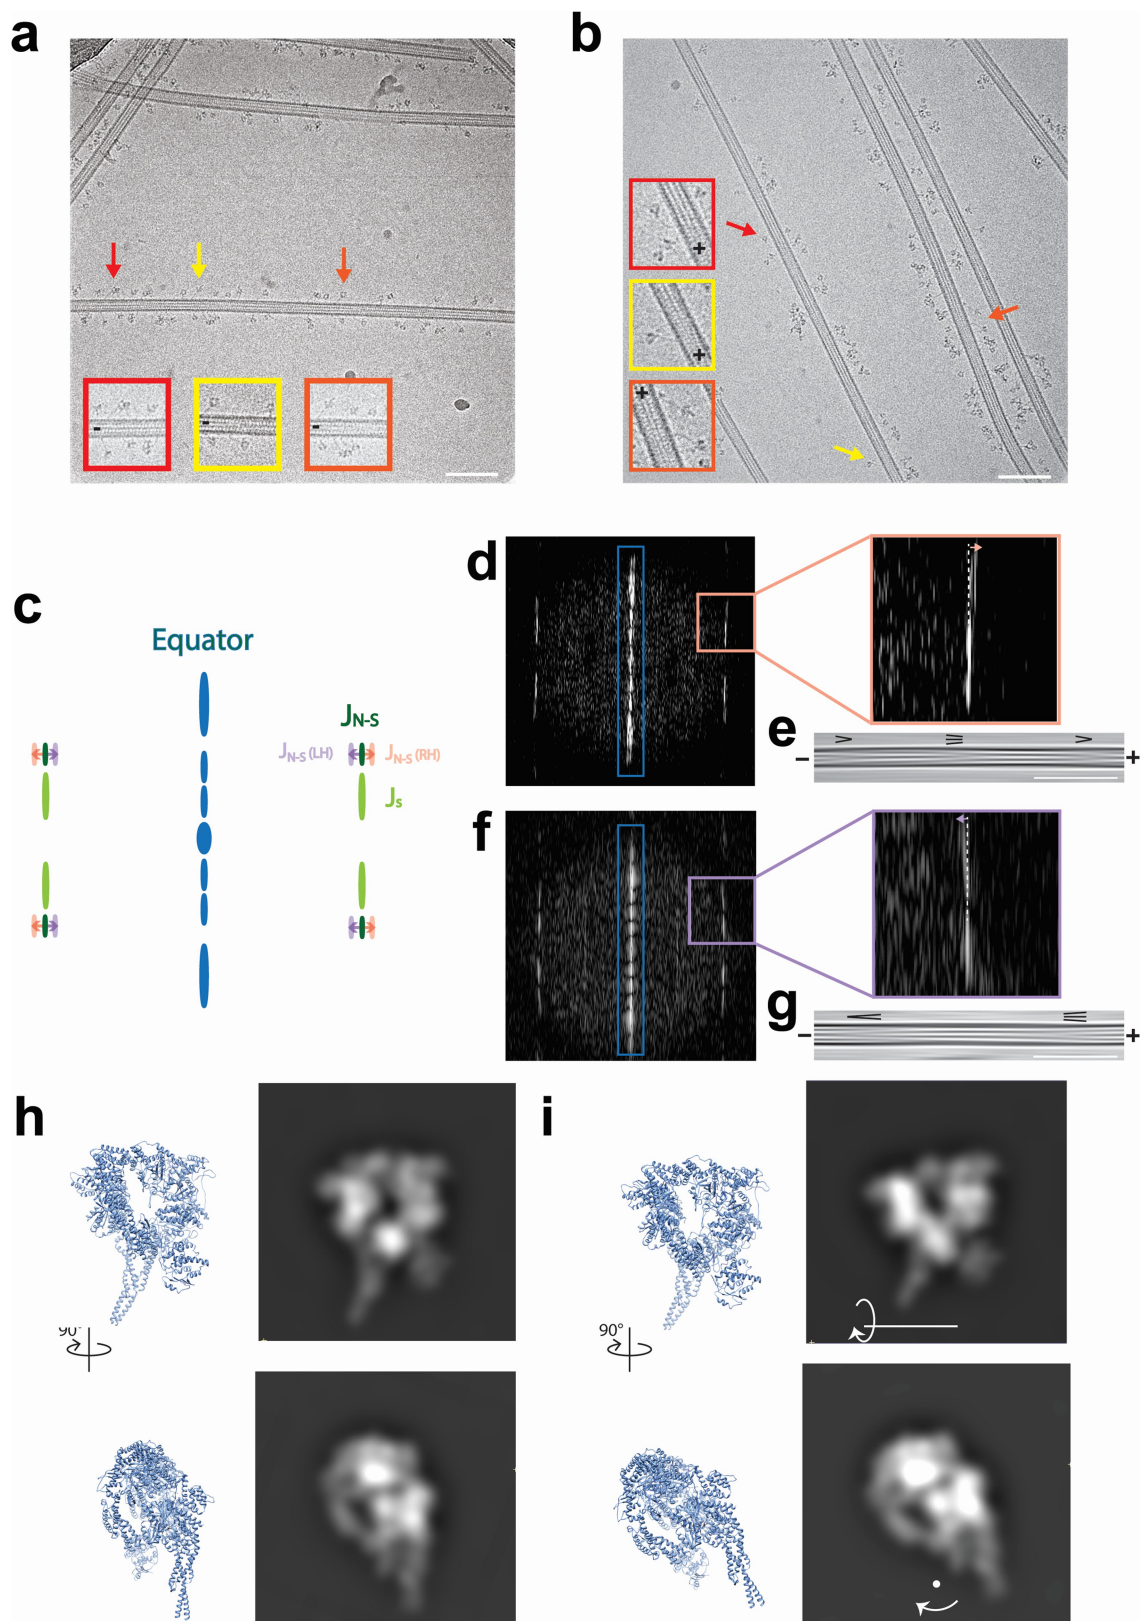 a
b
-
-
-
+
+
+
c
Equator
J_N-S
J_N-S (LH)
J_N-S (RH)
J_s
d
e
-
+
f
g
-
+
h
i
90°
90°